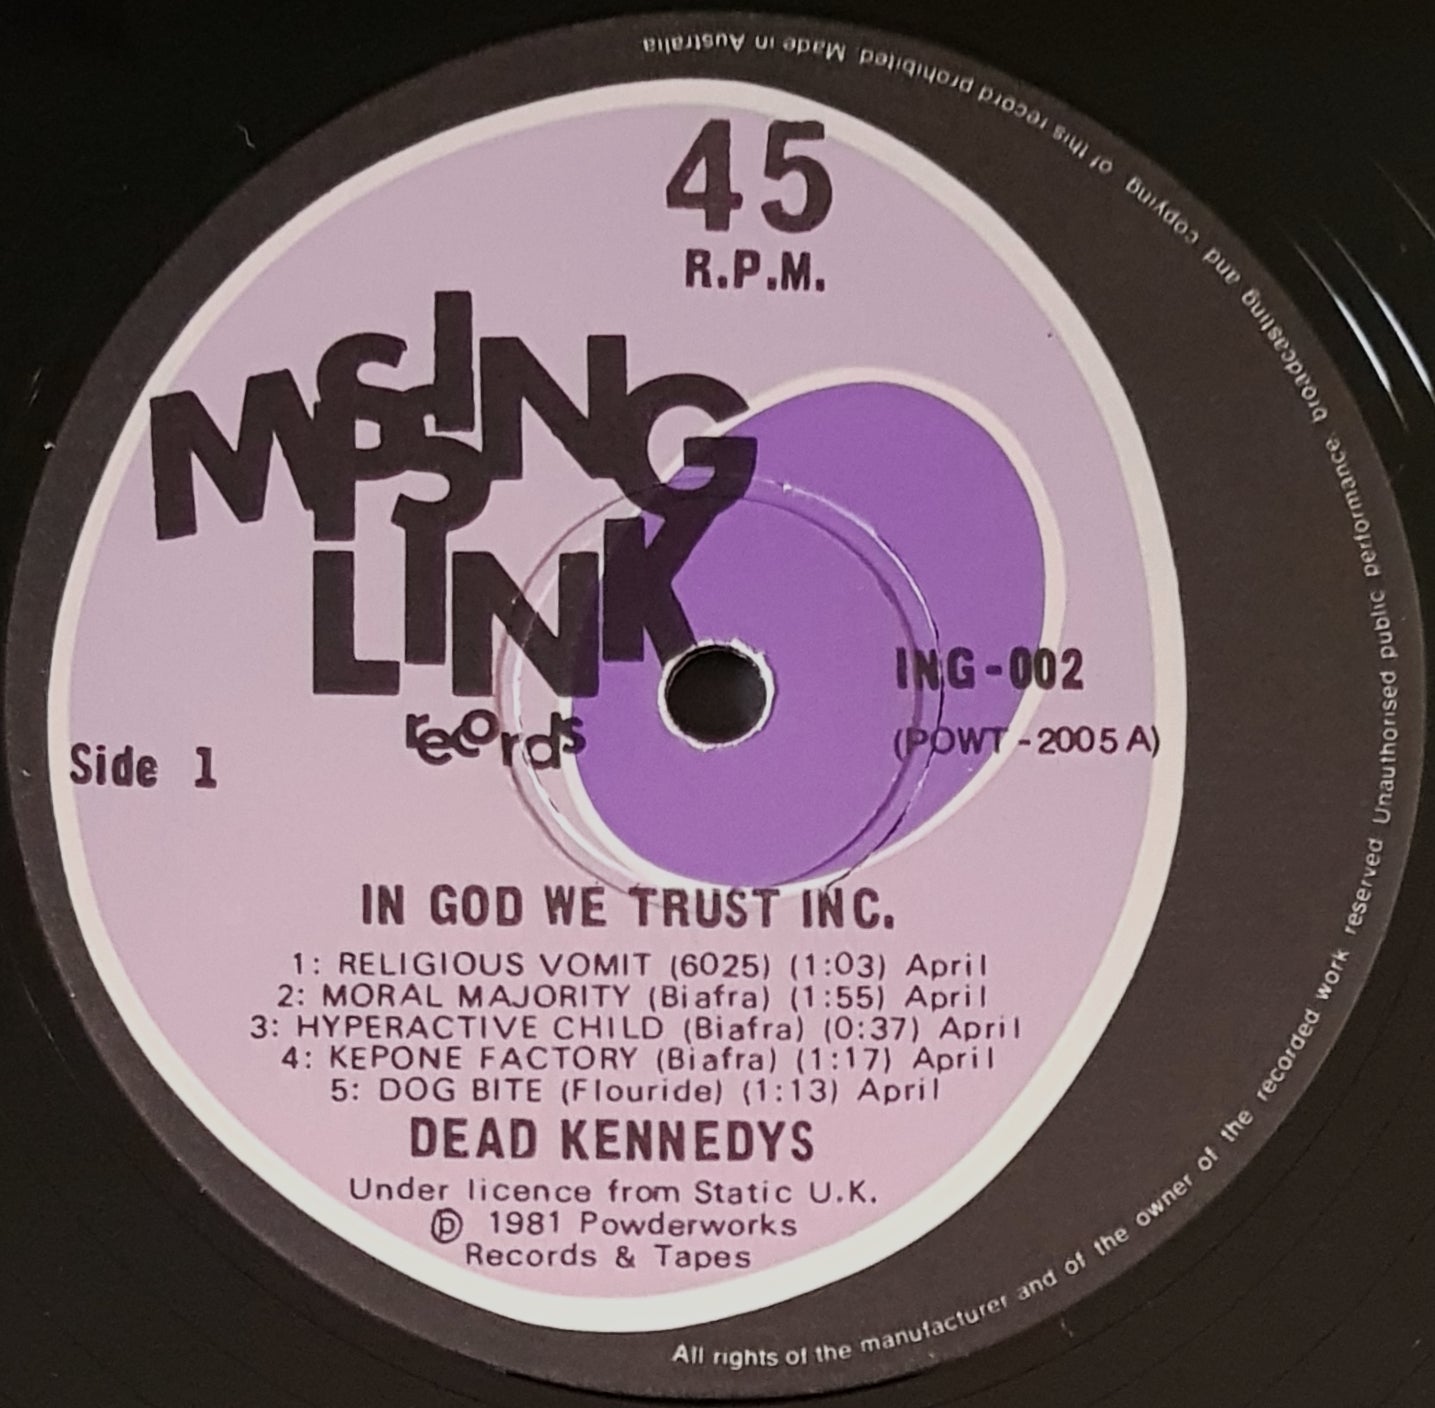 45
R.P.M.
MISSING
LINK
records
ING-002
(POWT-2005 A)
Side 1
IN GOD WE TRUST INC.
1: RELIGIOUS VOMIT (6025) (1:03) April
2: MORAL MAJORITY (Biafra) (1:55) April
3: HYPERACTIVE CHILD (Biafra) (0:37) April
4: KEPONE FACTORY (Biafra) (1:17) April
5: DOG BITE (Flouride) (1:13) April
DEAD KENNEDYS
Under licence from Static U.K.
℗ 1981 Powderworks
Records & Tapes
All rights of the manufacturer and of the owner of the recorded work reserved Unauthorised public performance, broadcasting and copying of this record prohibited. Made in Australia